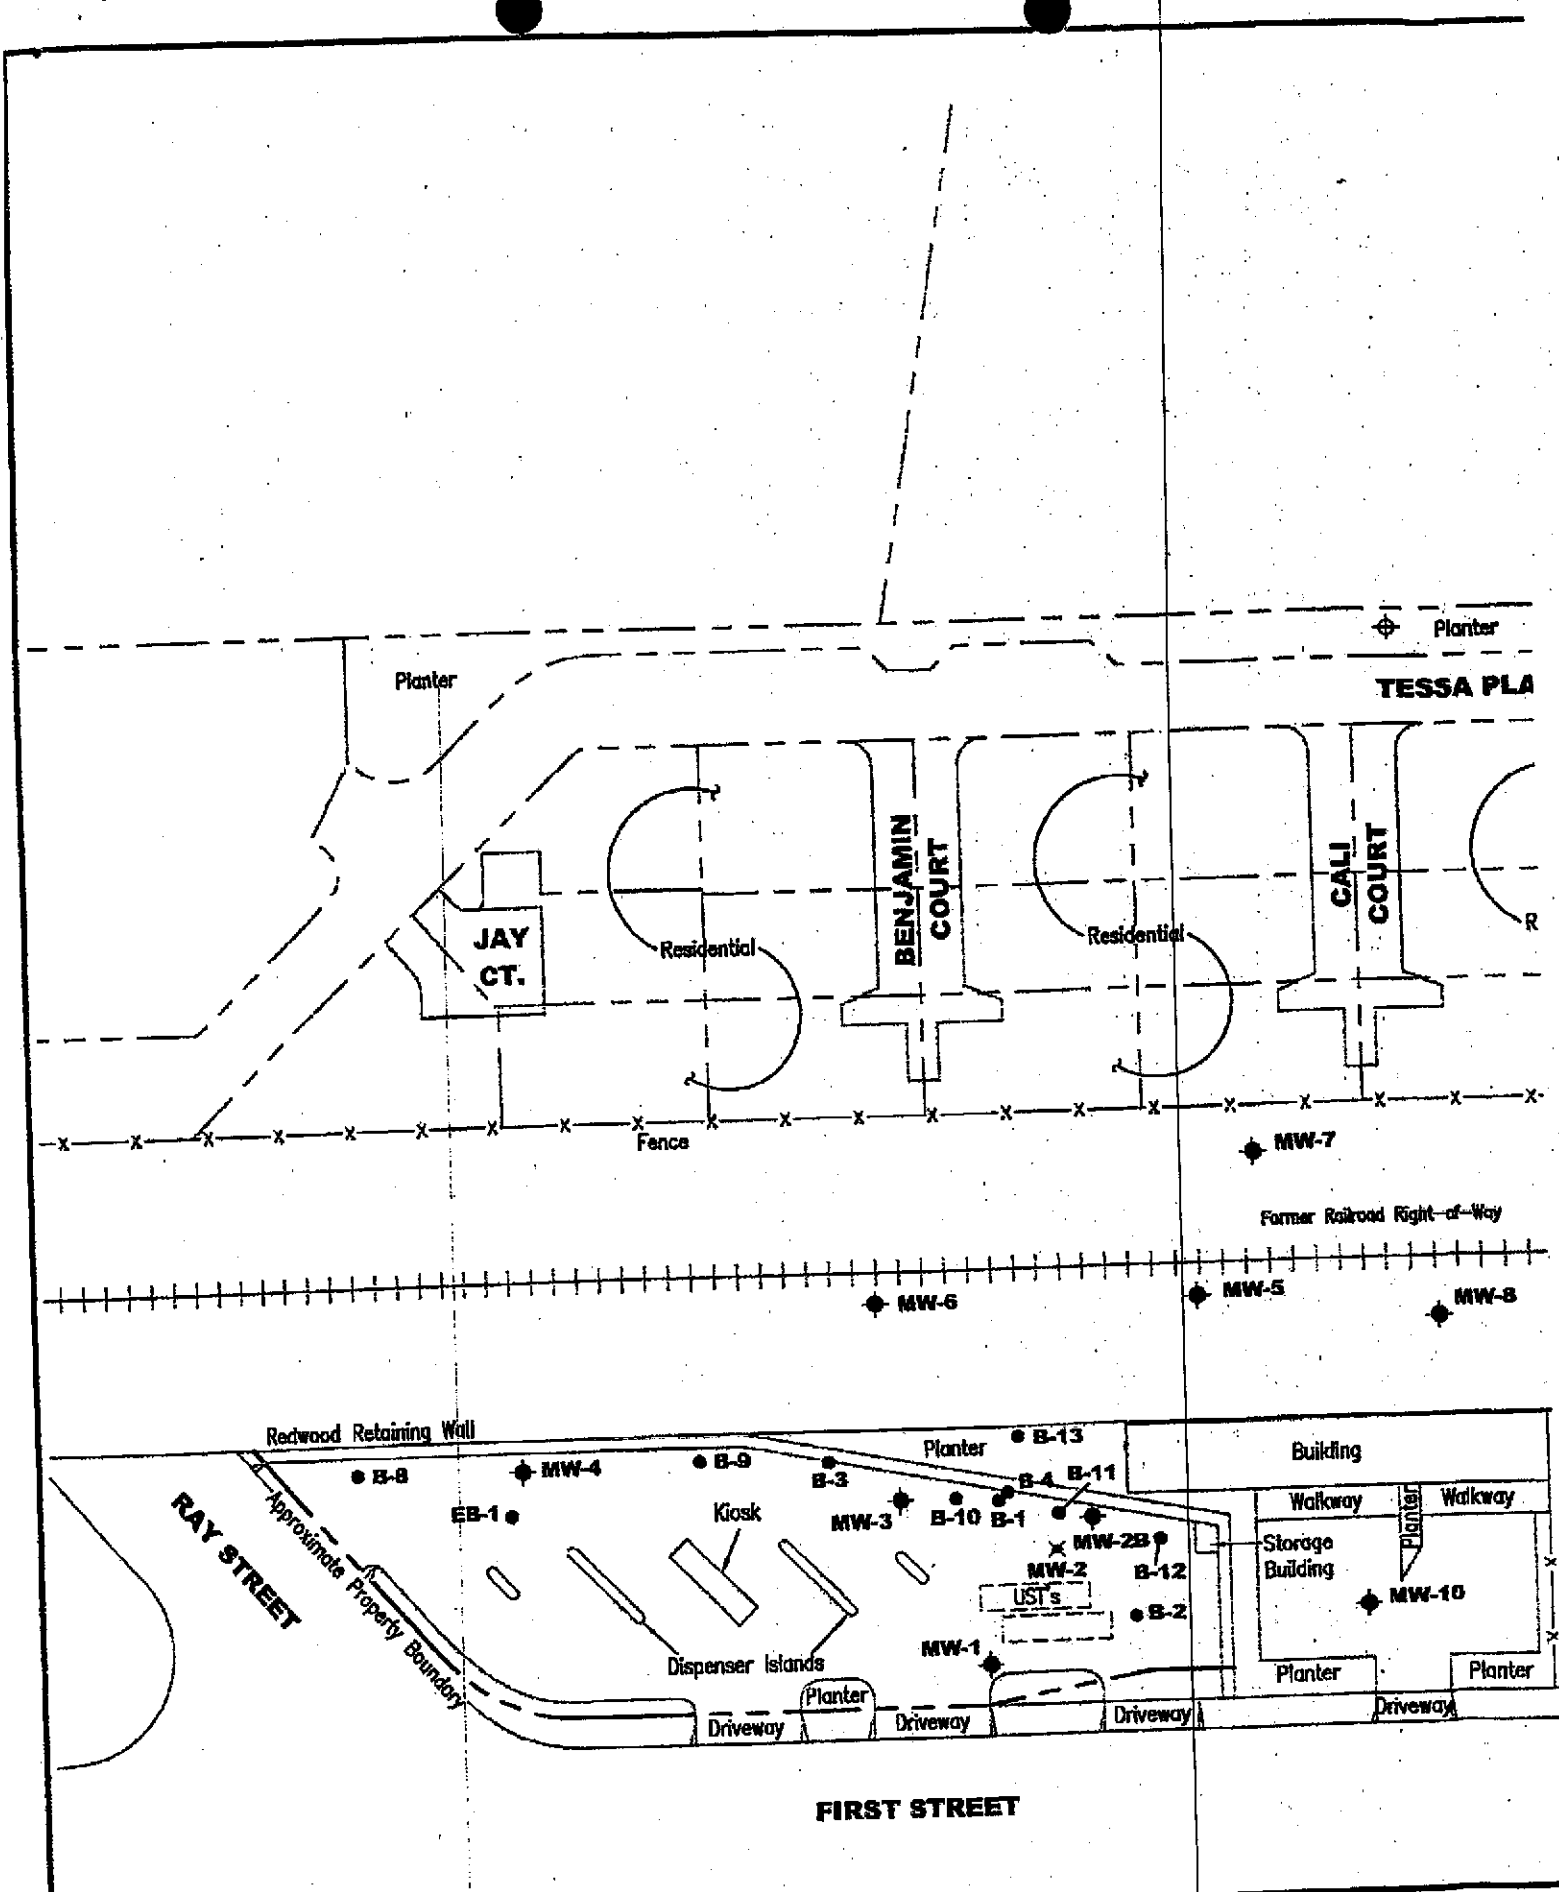 Planter
Planter
TESSA PLA
BENJAMIN
COURT
CALI
COURT
JAY
CT.
Residential
Residential
R
Fence
MW-7
Former Railroad Right-of-Way
MW-6
MW-5
MW-8
Redwood Retaining Wall
Planter
B-13
Building
B-8
MW-4
B-9
B-3
B-4
B-11
Walkway
Planter
Walkway
RAY STREET
Approximate Property Boundary
EB-1
Kiosk
MW-3
B-10
B-1
MW-2B
MW-2
B-12
Storage
Building
UST's
B-2
MW-10
MW-1
Dispenser Islands
Planter
Planter
Planter
Driveway
Driveway
Driveway
Driveway
FIRST STREET